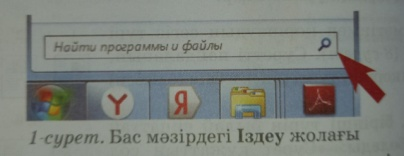 Найти программы и файлы
Y Я
1-сурет. Бас мәзірдегі Іздеу жолағы